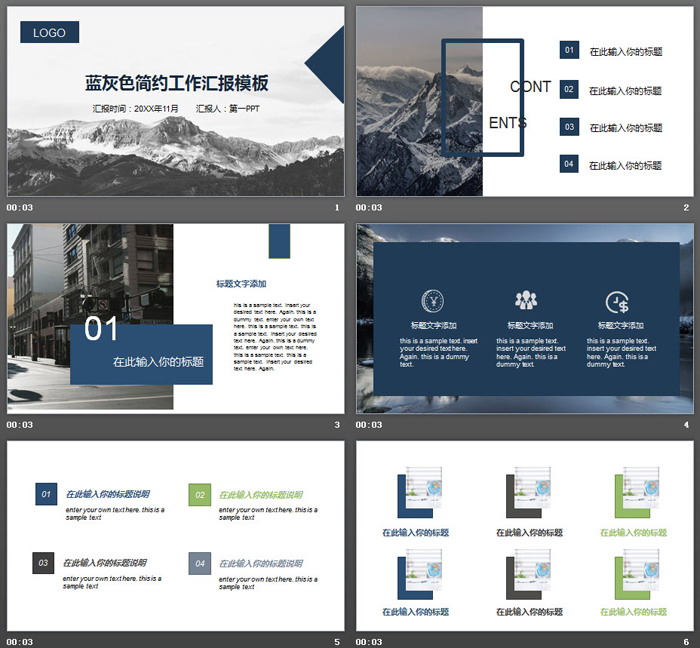 LOGO
蓝灰色简约工作汇报模板
汇报时间：20XX年11月 汇报人：第一PPT
00:03 1
CONT
ENTS
01 在此输入你的标题
02 在此输入你的标题
03 在此输入你的标题
04 在此输入你的标题
00:03 2
01
在此输入你的标题
标题文字添加
this is a sample text. Insert your
desired text here. Again. this is a
dummy text. enter your own text
here. this is a sample text. this is
a sample text. Insert your desired
text here. Again. this is a dummy
text. enter your own text here.
this is a sample text. this is a
sample text. Insert your desired
text here. Again.
00:03 3
标题文字添加
this is a sample text. insert
your desired text here.
Again. this is a dummy
text.
标题文字添加
this is a sample text.
insert your desired text
here. Again. this is a
dummy text.
标题文字添加
this is a sample text.
insert your desired text
here. Again. this is a
dummy text.
00:03 4
01 在此输入你的标题说明
enter your own text here. this is a
sample text
02 在此输入你的标题说明
enter your own text here. this is a
sample text
03 在此输入你的标题说明
enter your own text here. this is a
sample text
04 在此输入你的标题说明
enter your own text here. this is a
sample text
00:03 5
在此输入你的标题
在此输入你的标题
在此输入你的标题
在此输入你的标题
在此输入你的标题
在此输入你的标题
00:03 6